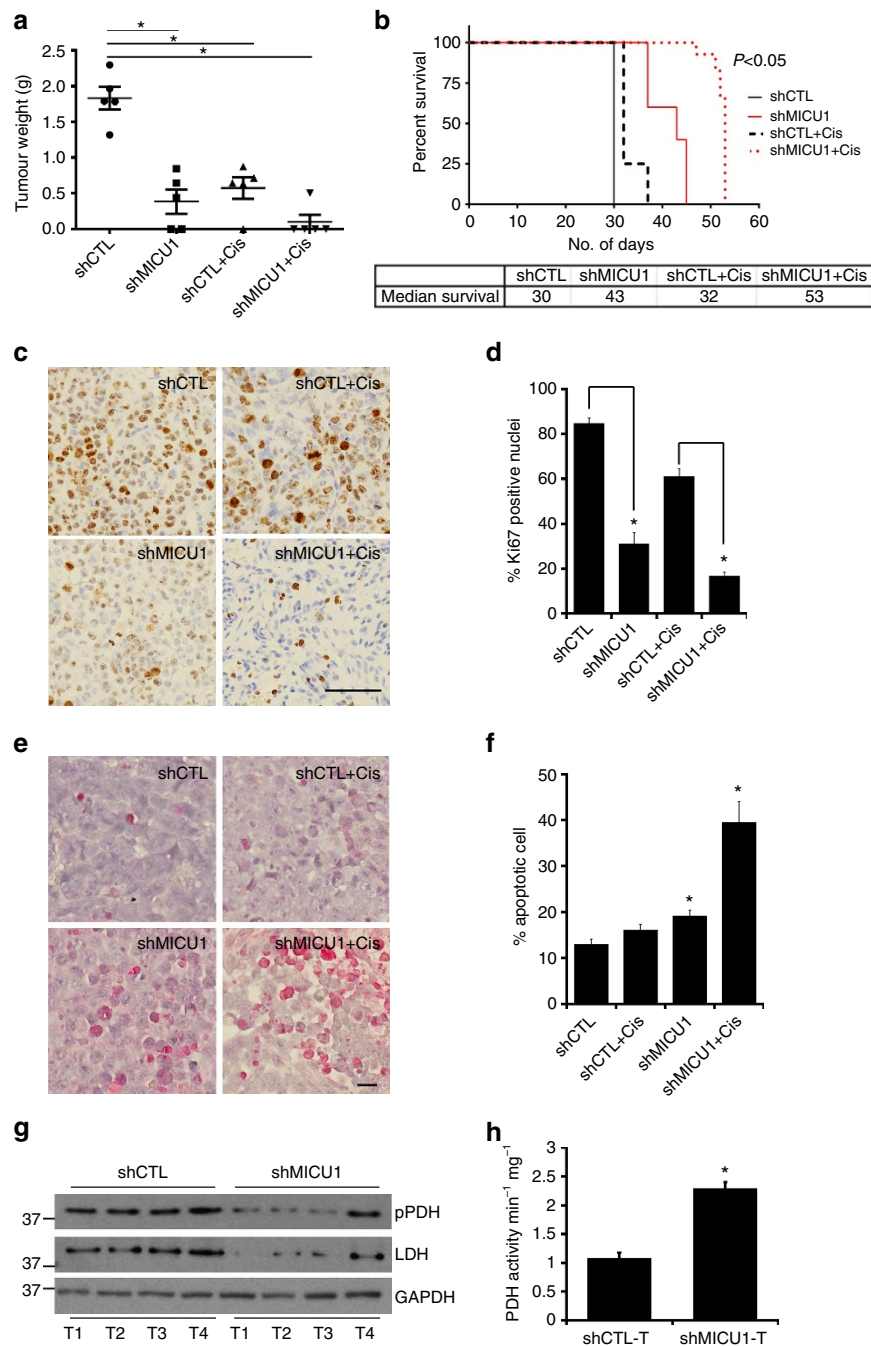 a
*
*
*
Tumour weight (g)
2.5
2.0
1.5
1.0
0.5
0.0
shCTL
shMICU1
shCTL+Cis
shMICU1+Cis
b
Percent survival
100
75
50
25
0
0 10 20 30 40 50 60
No. of days
P<0.05
shCTL
shMICU1
shCTL+Cis
shMICU1+Cis
shCTL shMICU1 shCTL+Cis shMICU1+Cis
Median survival 30 43 32 53
c
shCTL
shCTL+Cis
shMICU1
shMICU1+Cis
d
% Ki67 positive nuclei
100
80
60
40
20
0
*
*
shCTL
shMICU1
shCTL+Cis
shMICU1+Cis
e
shCTL
shCTL+Cis
shMICU1
shMICU1+Cis
f
% apoptotic cell
50
40
30
20
10
0
*
*
shCTL
shCTL+Cis
shMICU1
shMICU1+Cis
g
shCTL shMICU1
37 pPDH
37 LDH
37 GAPDH
T1 T2 T3 T4 T1 T2 T3 T4
h
PDH activity min⁻¹ mg⁻¹
3
2.5
2
1.5
1
0.5
0
*
shCTL-T shMICU1-T